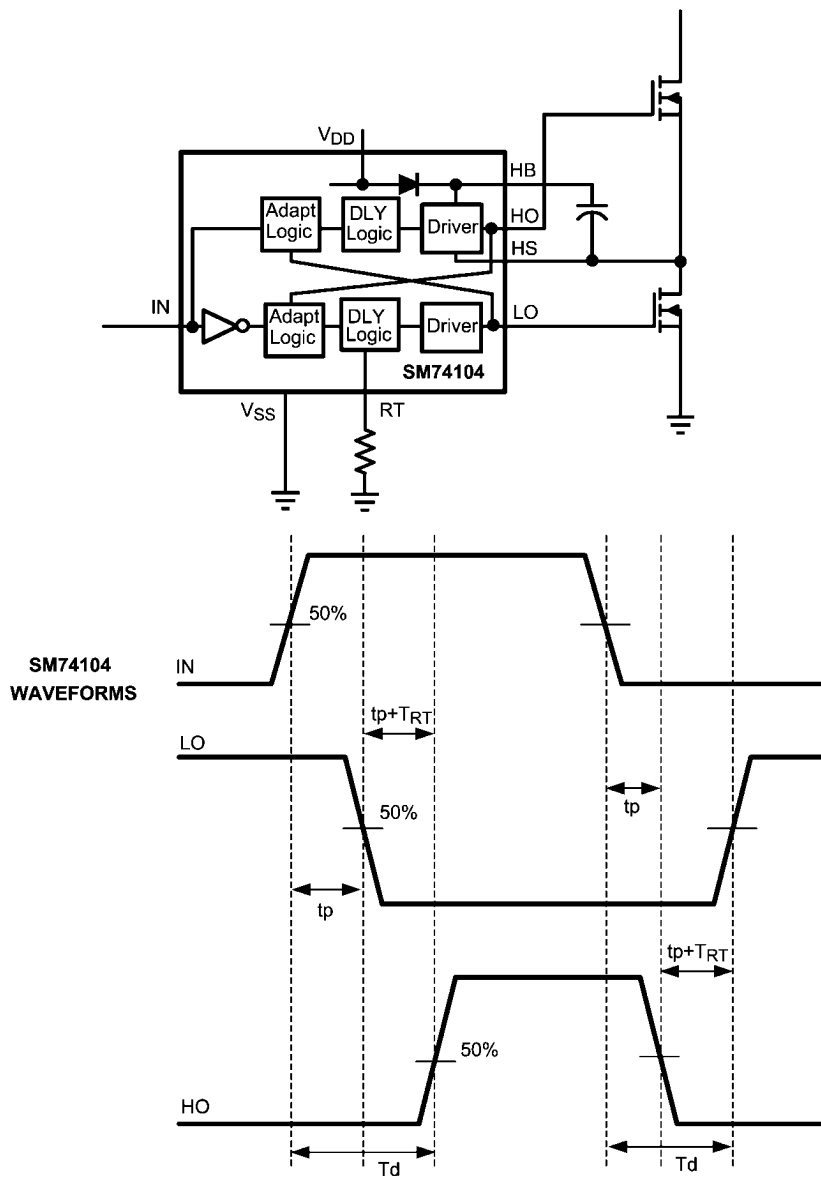 VDD
HB
Adapt Logic
DLY Logic
Driver
HO
HS
IN
Adapt Logic
DLY Logic
Driver
LO
SM74104
VSS
RT
50%
SM74104
WAVEFORMS
IN
tp+TRT
LO
50%
tp
tp
tp+TRT
50%
HO
Td
Td